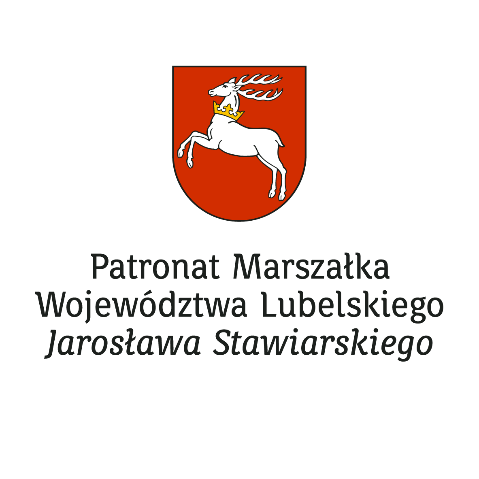 Patronat Marszałka
Województwa Lubelskiego
Jarosława Stawiarskiego